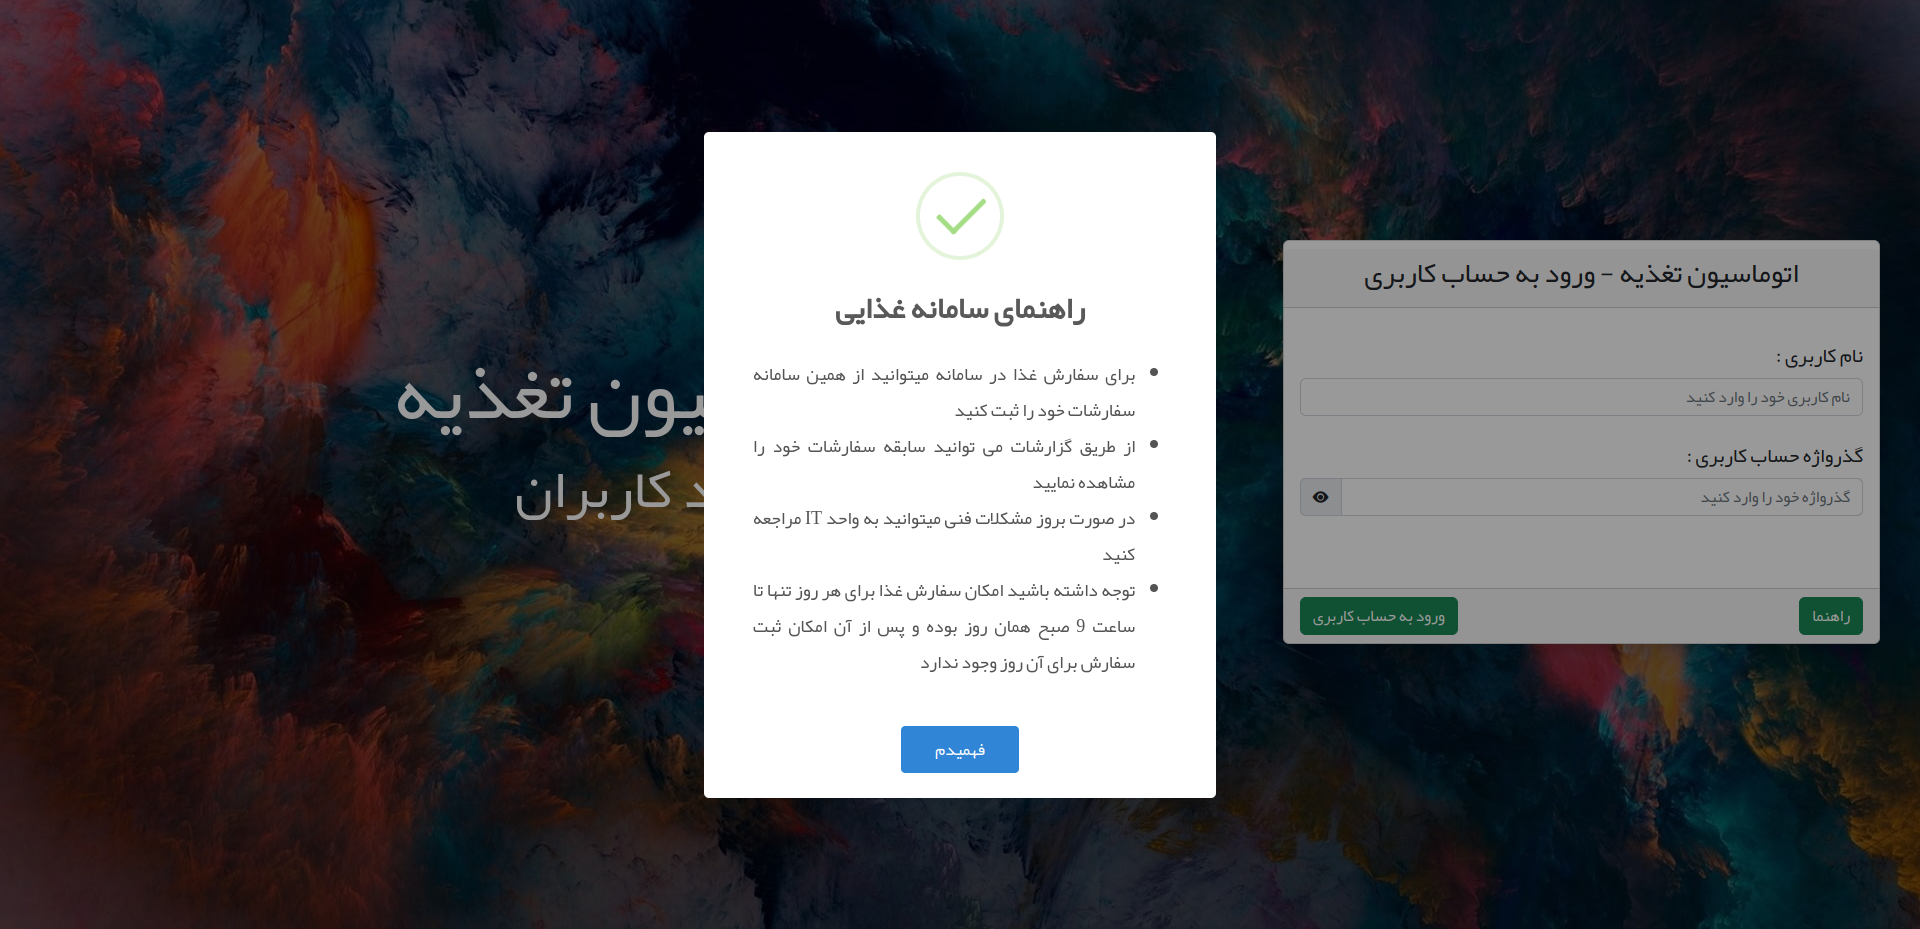 راهنمای سامانه غذایی
برای سفارش غذا در سامانه میتوانید از همین سامانه
سفارشات خود را ثبت کنید
از طریق گزارشات می توانید سابقه سفارشات خود را
مشاهده نمایید
در صورت بروز مشکلات فنی میتوانید به واحد IT مراجعه
کنید
توجه داشته باشید امکان سفارش غذا برای هر روز تنها تا
ساعت 9 صبح همان روز بوده و پس از آن امکان ثبت
سفارش برای آن روز وجود ندارد
فهمیدم
اتوماسیون تغذیه - ورود به حساب کاربری
نام کاربری :
نام کاربری خود را وارد کنید
گذرواژه حساب کاربری :
گذرواژه خود را وارد کنید
راهنما
ورود به حساب کاربری
تغذیه
کاربران